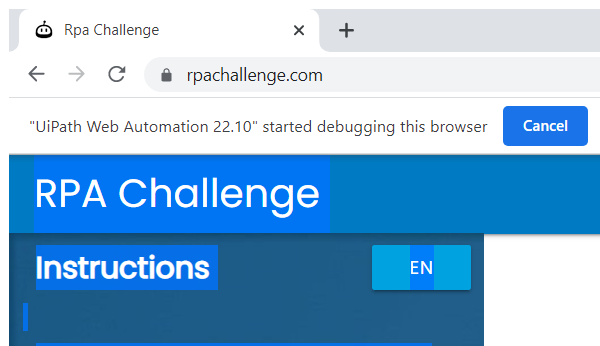 Rpa Challenge
rpachallenge.com
"UiPath Web Automation 22.10" started debugging this browser
Cancel
RPA Challenge
Instructions
EN